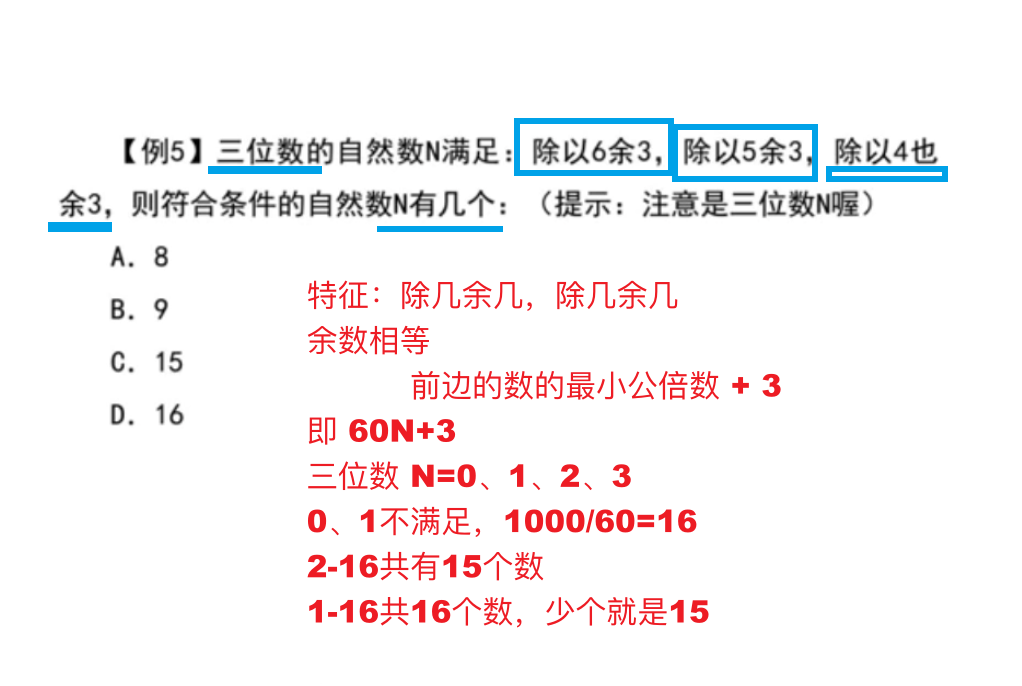 【例5】三位数的自然数N满足：除以6余3，除以5余3，除以4也
余3，则符合条件的自然数N有几个：（提示：注意是三位数N喔）
A. 8
B. 9
C. 15
D. 16
特征：除几余几，除几余几
余数相等
前边的数的最小公倍数 + 3
即 60N+3
三位数 N=0、1、2、3
0、1不满足，1000/60=16
2-16共有15个数
1-16共16个数，少个就是15